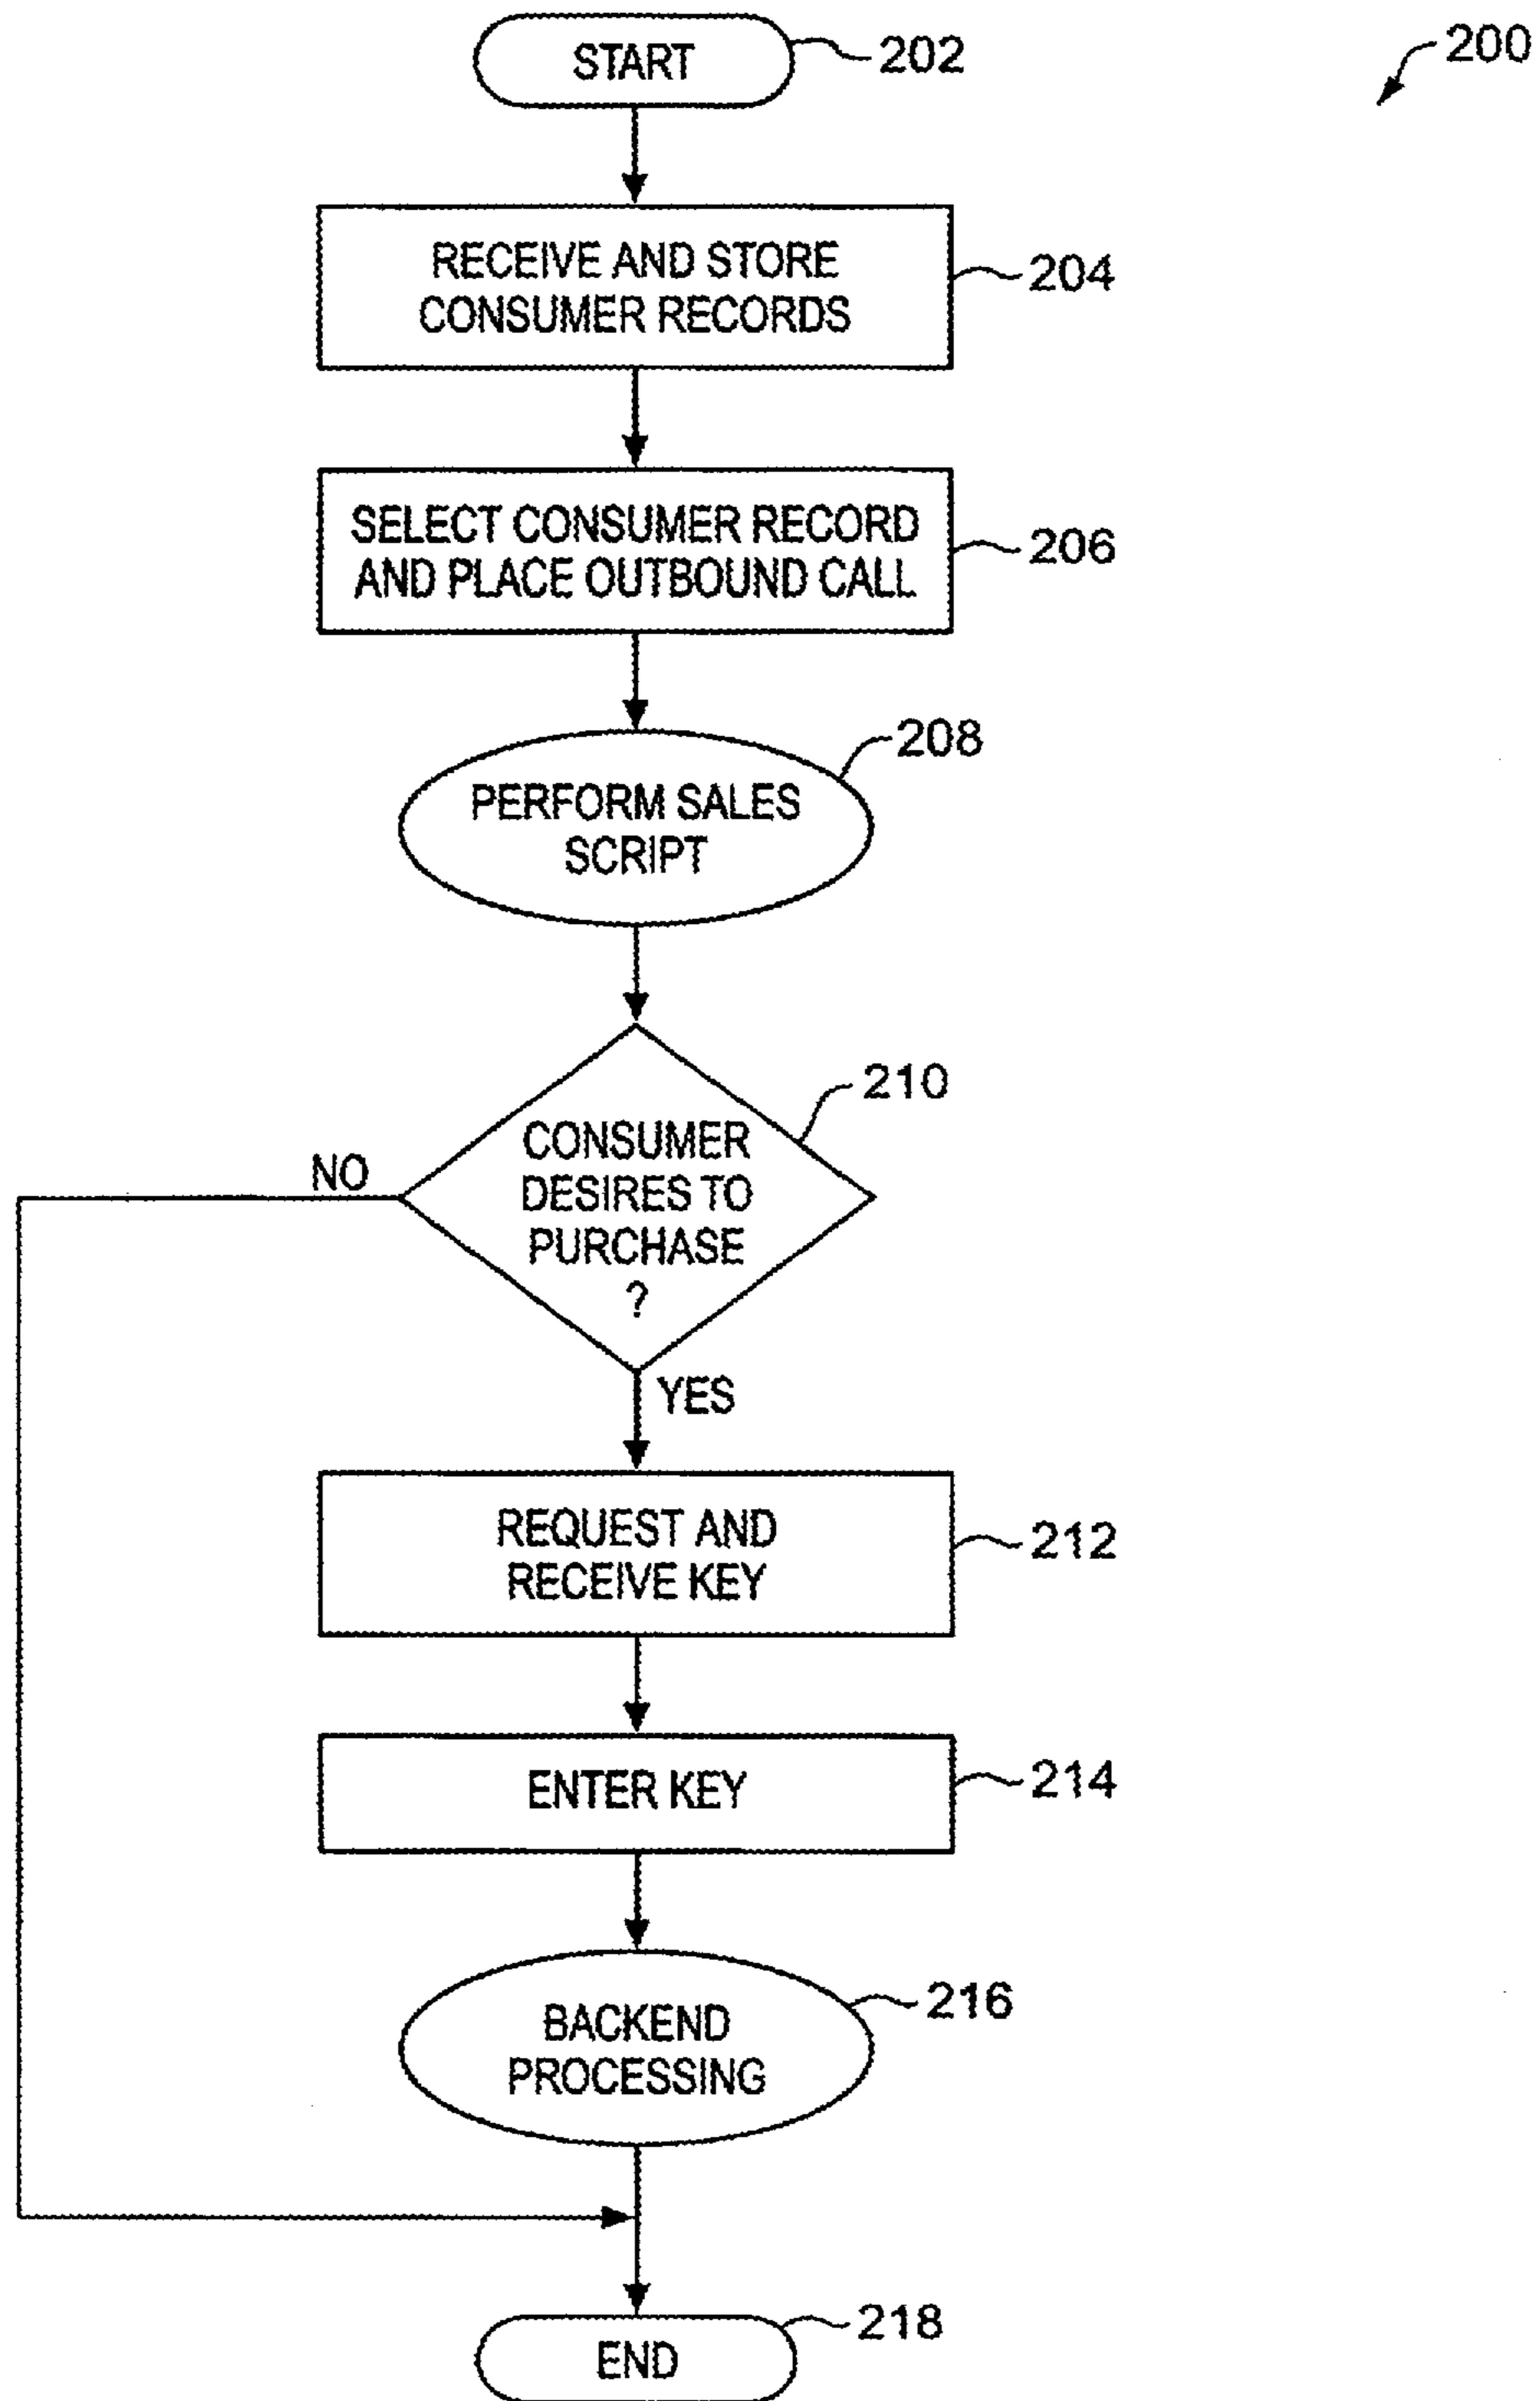 START
202
200
RECEIVE AND STORE
CONSUMER RECORDS
204
SELECT CONSUMER RECORD
AND PLACE OUTBOUND CALL
206
208
PERFORM SALES
SCRIPT
210
CONSUMER
DESIRES TO
PURCHASE
?
NO
YES
REQUEST AND
RECEIVE KEY
212
ENTER KEY
214
BACKEND
PROCESSING
216
END
218